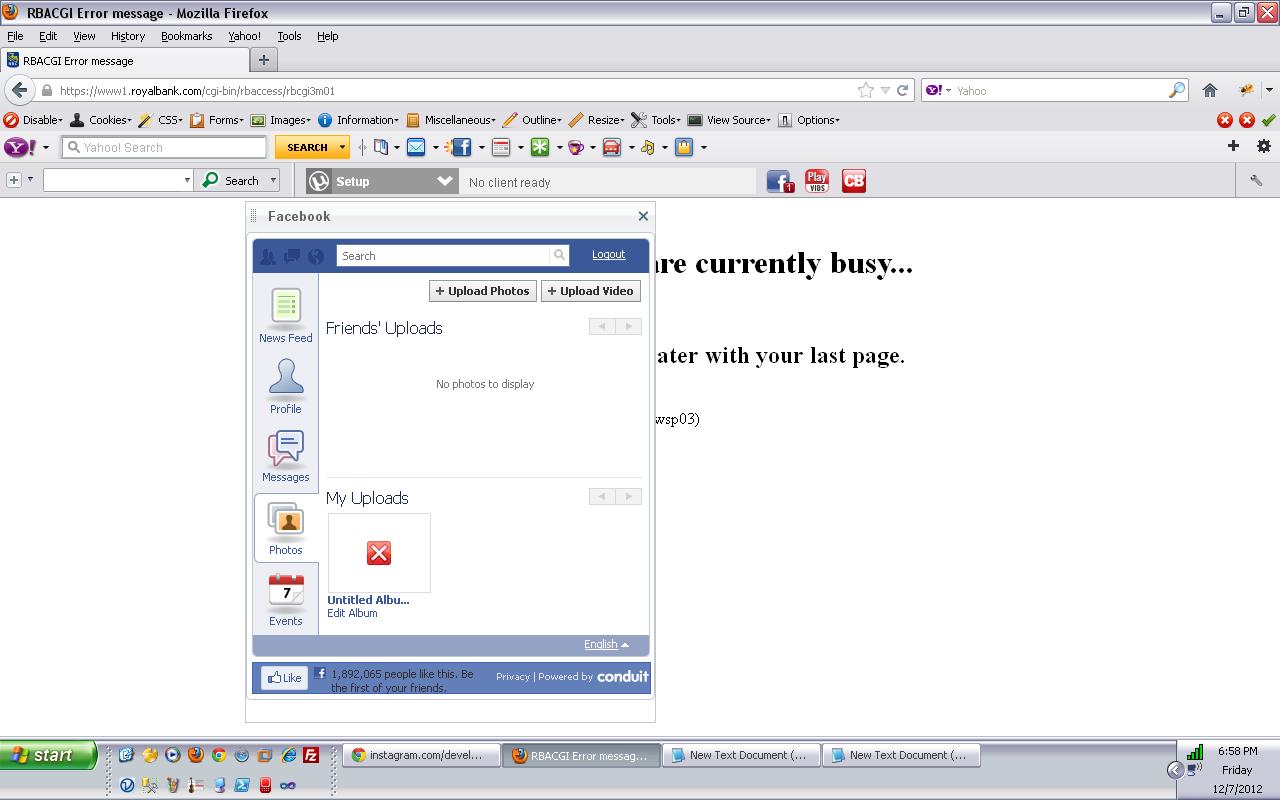 RBACGI Error message - Mozilla Firefox
File Edit View History Bookmarks Yahoo! Tools Help
RBACGI Error message
https://www1.royalbank.com/cgi-bin/rbaccess/rbcgi3m01
Yahoo
Disable Cookies CSS Forms Images Information Miscellaneous Outline Resize Tools View Source Options
Yahoo! Search
SEARCH
Search
Setup
No client ready
1
Play VIDS
CB
Facebook
Search
Logout
are currently busy...
Upload Photos
Upload Video
News Feed
Friends' Uploads
ater with your last page.
No photos to display
Profile
wsp03)
Messages
My Uploads
Photos
Untitled Albu...
Edit Album
7
Events
English
Like
1,892,065 people like this. Be
the first of your friends.
Privacy | Powered by conduit
start
instagram.com/devel...
RBACGI Error messag...
New Text Document (...
New Text Document (...
6:58 PM
Friday
12/7/2012